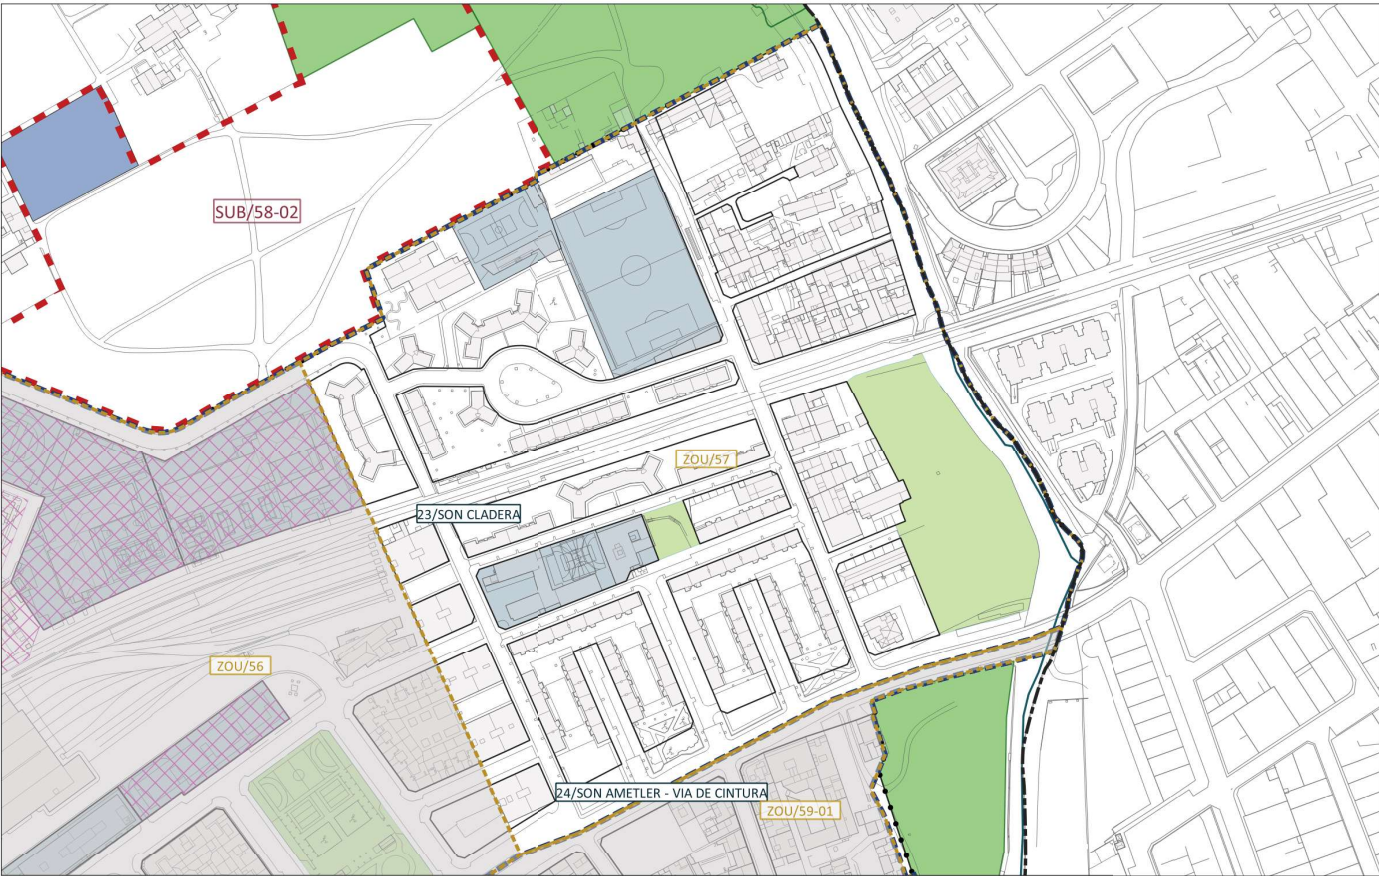 SUB/58-02
ZOU/57
23/SON CLADERA
ZOU/56
24/SON AMETLER - VIA DE CINTURA
ZOU/59-01